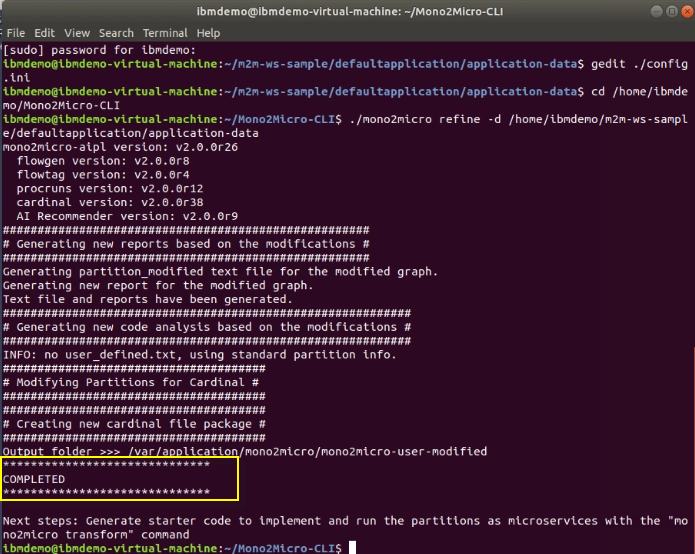 ibmdemo@ibmdemo-virtual-machine: ~/Mono2Micro-CLI
File Edit View Search Terminal Help
[sudo] password for ibmdemo:
ibmdemo@ibmdemo-virtual-machine:~/m2m-ws-sample/defaultapplication/application-data$ gedit ./config
.ini
ibmdemo@ibmdemo-virtual-machine:~/m2m-ws-sample/defaultapplication/application-data$ cd /home/ibmde
mo/Mono2Micro-CLI
ibmdemo@ibmdemo-virtual-machine:~/Mono2Micro-CLI$ ./mono2micro refine -d /home/ibmdemo/m2m-ws-sampl
e/defaultapplication/application-data
mono2micro-aipl version: v2.0.0r26
  flowgen version: v2.0.0r8
  flowtag version: v2.0.0r4
  procruns version: v2.0.0r12
  cardinal version: v2.0.0r38
  AI Recommender version: v2.0.0r9
#####################################################
# Generating new reports based on the modifications #
#####################################################
Generating partition_modified text file for the modified graph.
Generating new report for the modified graph.
Text file and reports have been generated.
###########################################################
# Generating new code analysis based on the modifications #
###########################################################
INFO: no user_defined.txt, using standard partition info.
######################################
# Modifying Partitions for Cardinal #
######################################
######################################
# Creating new cardinal file package #
######################################
Output folder >>> /var/application/mono2micro/mono2micro-user-modified
******************************
COMPLETED
******************************
Next steps: Generate starter code to implement and run the partitions as microservices with the "mo
no2micro transform" command
ibmdemo@ibmdemo-virtual-machine:~/Mono2Micro-CLI$